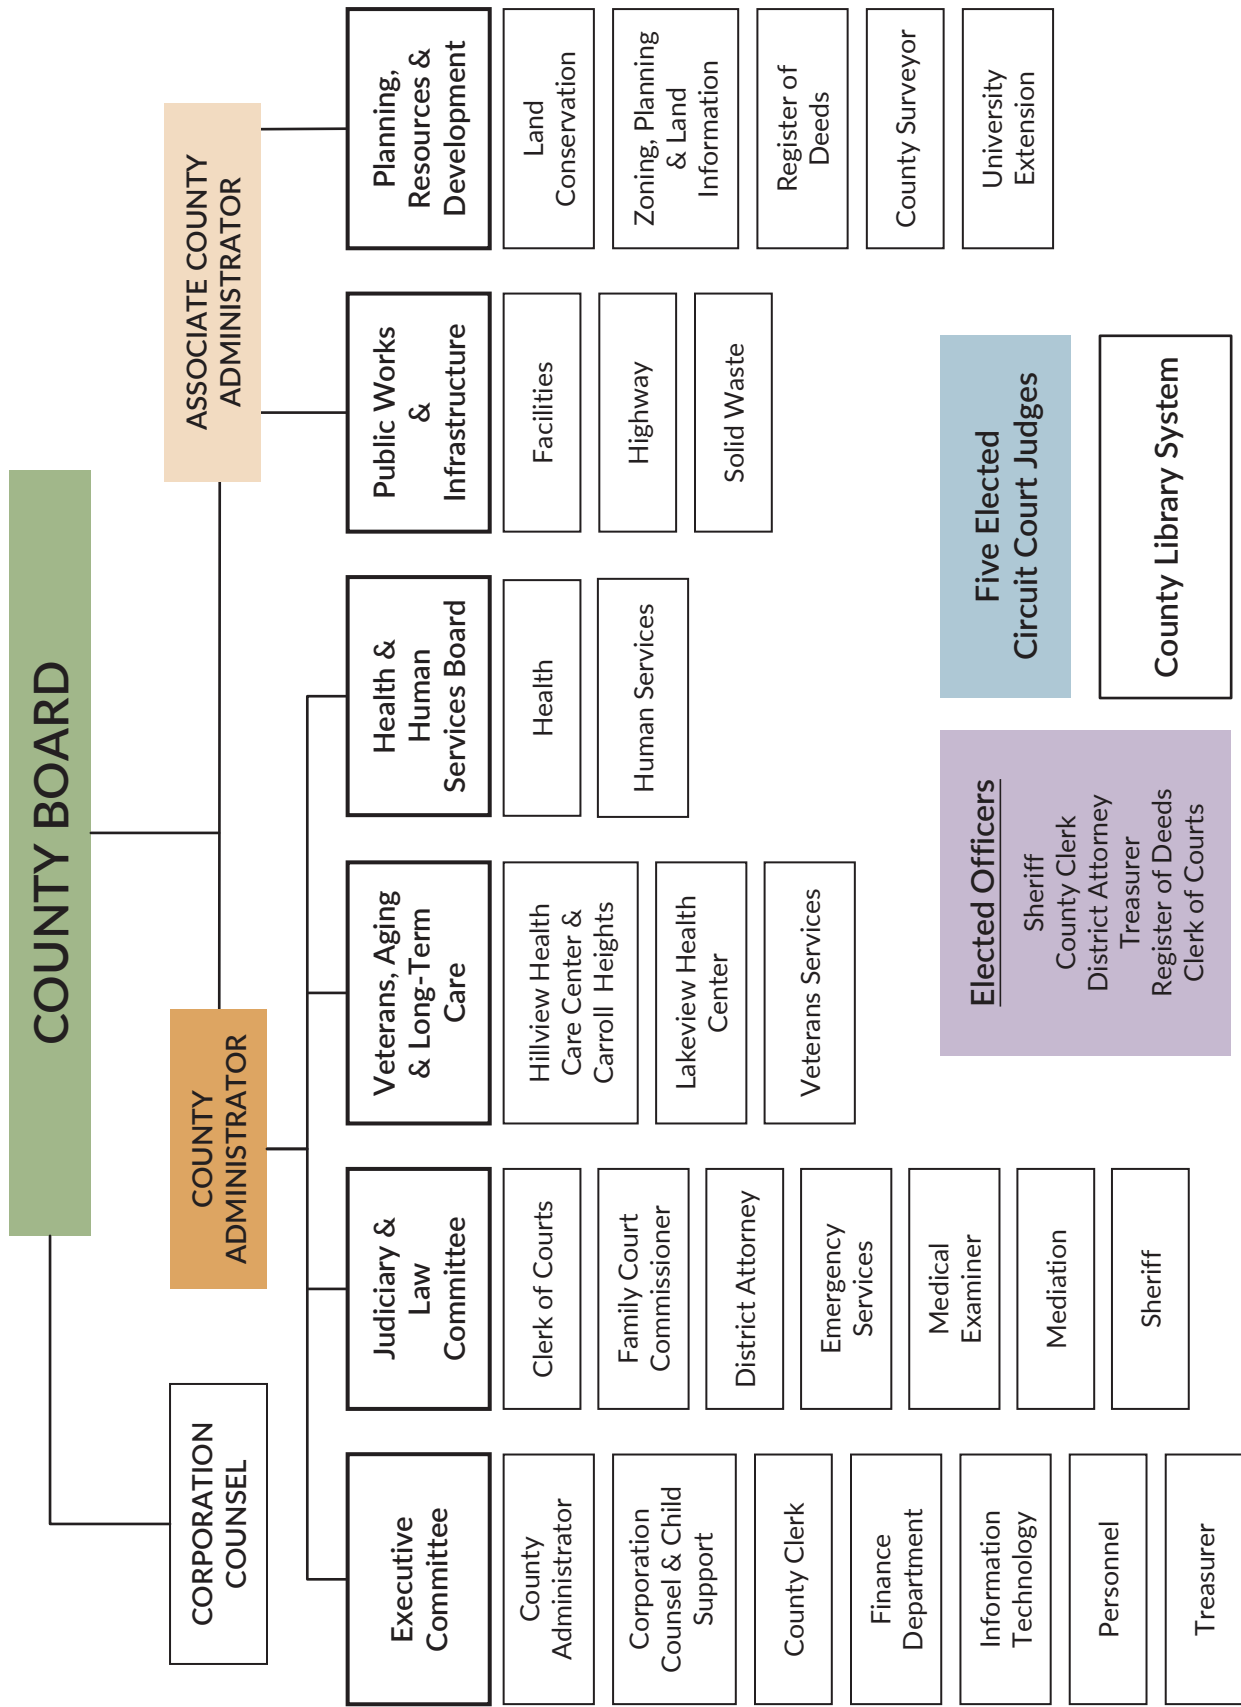 COUNTY BOARD
CORPORATION
COUNSEL
COUNTY
ADMINISTRATOR
ASSOCIATE COUNTY
ADMINISTRATOR
Executive
Committee
County
Administrator
Corporation
Counsel & Child
Support
County Clerk
Finance
Department
Information
Technology
Personnel
Treasurer
Judiciary &
Law
Committee
Clerk of Courts
Family Court
Commissioner
District Attorney
Emergency
Services
Medical
Examiner
Mediation
Sheriff
Veterans, Aging
& Long-Term
Care
Hillview Health
Care Center &
Carroll Heights
Lakeview Health
Center
Veterans Services
Health &
Human
Services Board
Health
Human Services
Public Works
&
Infrastructure
Facilities
Highway
Solid Waste
Planning,
Resources &
Development
Land
Conservation
Zoning, Planning
& Land
Information
Register of
Deeds
County Surveyor
University
Extension
Elected Officers
Sheriff
County Clerk
District Attorney
Treasurer
Register of Deeds
Clerk of Courts
Five Elected
Circuit Court Judges
County Library System